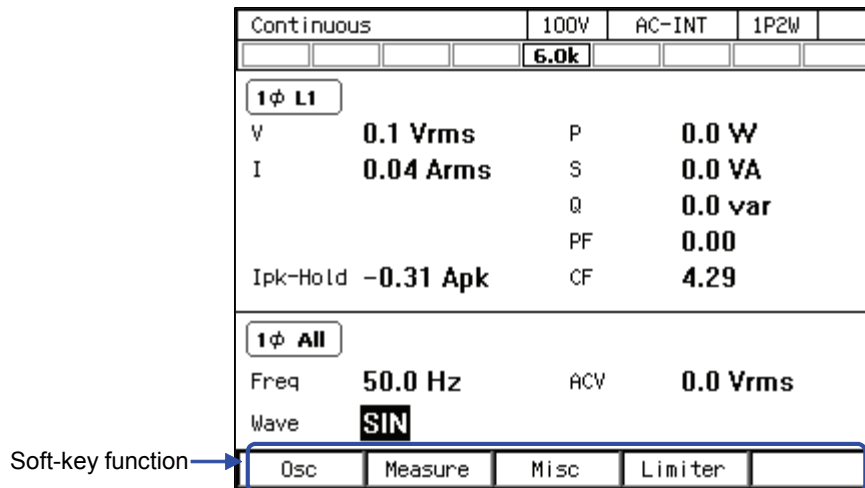 Continuous 100V AC-INT 1P2W
6.0k
1ϕ L1
V 0.1 Vrms P 0.0 W
I 0.04 Arms S 0.0 VA
Q 0.0 var
PF 0.00
Ipk-Hold -0.31 Apk CF 4.29
1ϕ All
Freq 50.0 Hz ACV 0.0 Vrms
Wave SIN
Soft-key function
Osc Measure Misc Limiter